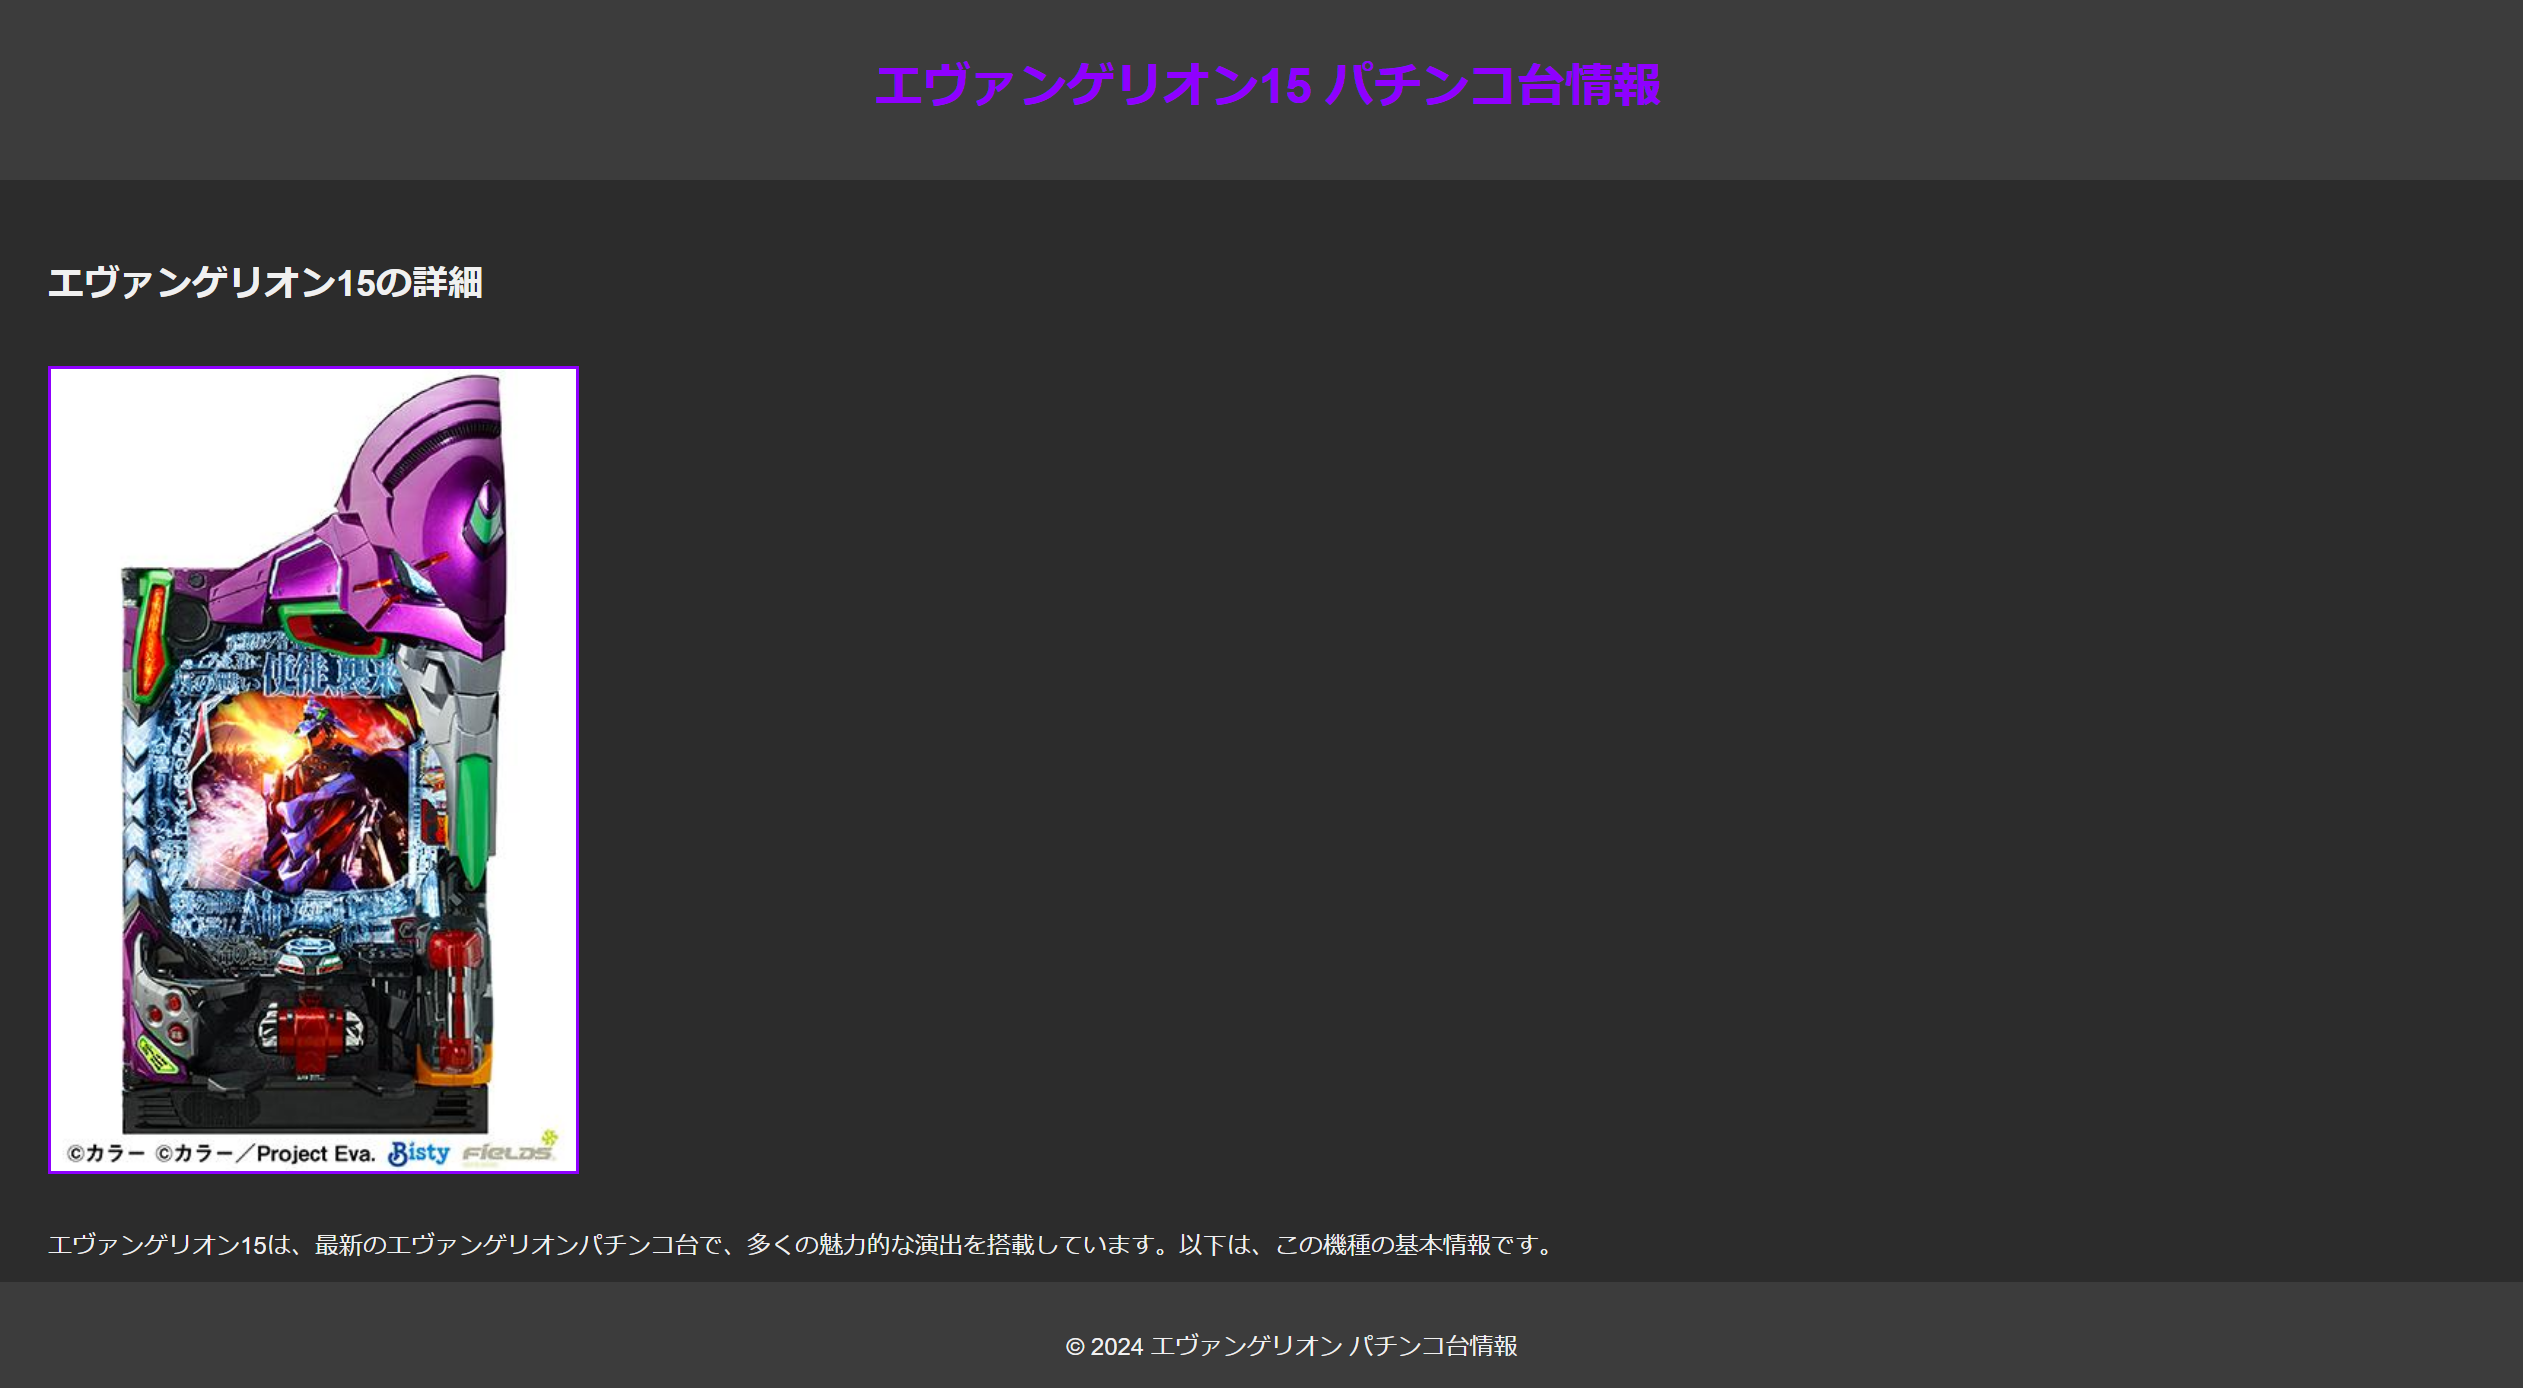 エヴァンゲリオン15 パチンコ台情報
エヴァンゲリオン15の詳細
使徒、襲来
©カラー ©カラー／Project Eva. Bisty FIELDS
エヴァンゲリオン15は、最新のエヴァンゲリオンパチンコ台で、多くの魅力的な演出を搭載しています。以下は、この機種の基本情報です。
© 2024 エヴァンゲリオン パチンコ台情報